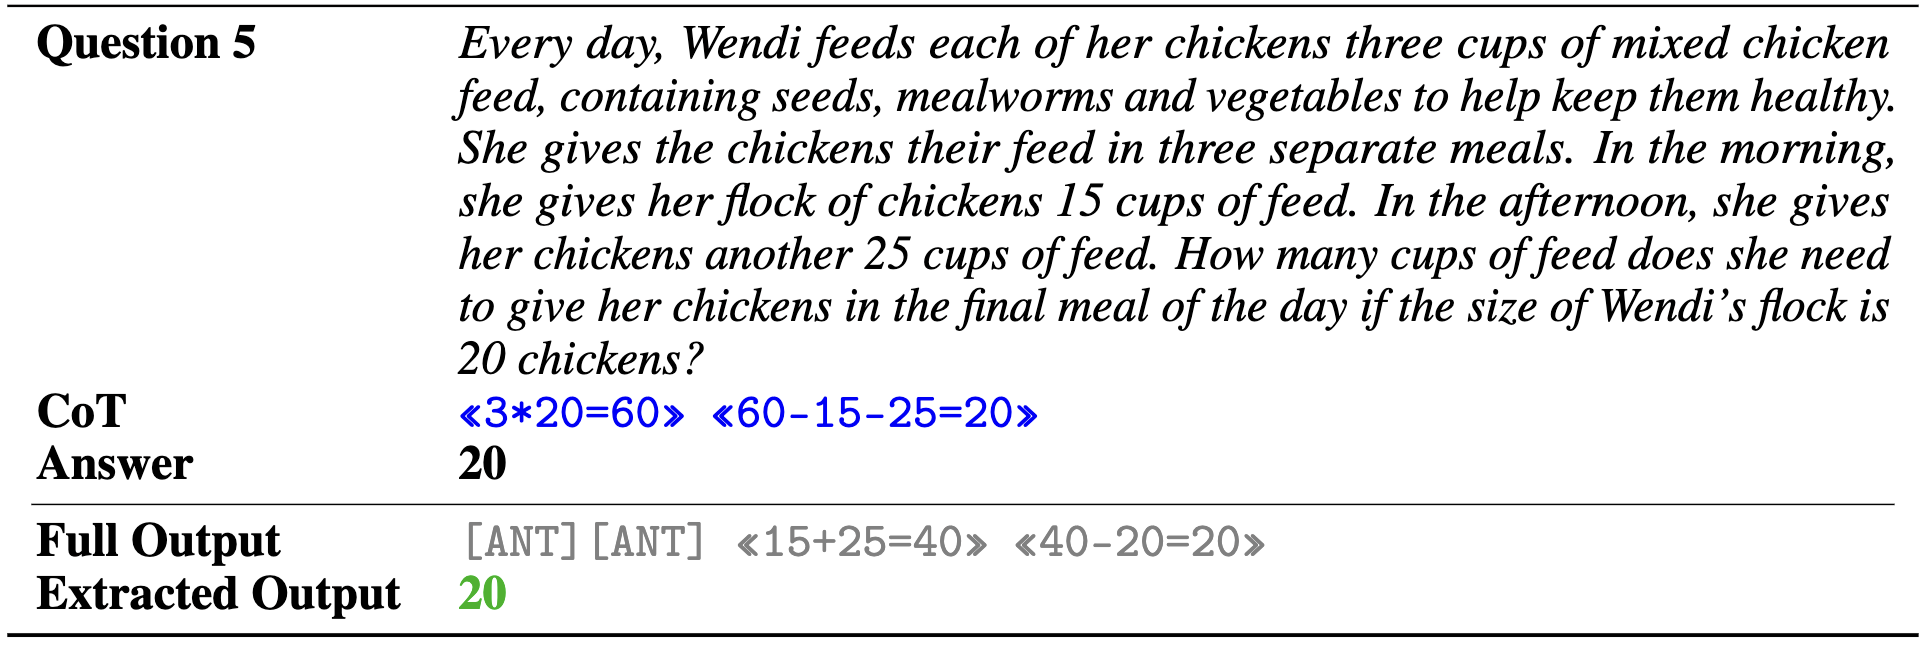 Question 5 Every day, Wendi feeds each of her chickens three cups of mixed chicken
feed, containing seeds, mealworms and vegetables to help keep them healthy.
She gives the chickens their feed in three separate meals. In the morning,
she gives her flock of chickens 15 cups of feed. In the afternoon, she gives
her chickens another 25 cups of feed. How many cups of feed does she need
to give her chickens in the final meal of the day if the size of Wendi’s flock is
20 chickens?
CoT «3*20=60» «60-15-25=20»
Answer 20
Full Output [ANT][ANT] «15+25=40» «40-20=20»
Extracted Output 20